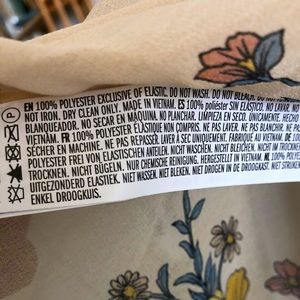 EN 100% POLYESTER EXCLUSIVE OF ELASTIC. DO NOT WASH. DO NOT BLEACH. DO NOT
NOT IRON. DRY CLEAN ONLY. MADE IN VIETNAM. ES 100% poliéster SIN ELÁSTICO. NO LAVAR. NO
BLANQUEADOR. NO SECAR EN MAQUINA. NO PLANCHAR. LIMPIEZA EN SECO. ÚNICAMENTE. HECHO
VIETNAM. FR 100% POLYESTER ÉLASTIQUE NON COMPRIS. NE PAS LAVER. NE PAS BLANCHIR. NE PAS
SÉCHER EN MACHINE. NE PAS REPASSER. LAVER À SEC UNIQUEMENT. FABRIQUÉ AU VIETNAM. DE 100%
POLYESTER FREI VON ELASTISCHEN ANTEILEN. NICHT WASCHEN. NICHT BLEICHEN. NICHT IM
TROCKNEN. NICHT BÜGELN. NUR CHEMISCHE REINIGUNG. HERGESTELLT IN VIETNAM. NL 100%
UITGEZONDERD ELASTIEK. NIET WASSEN. NIET BLEKEN. NIET DROGEN IN DE DROOGKAST. NIET
ENKEL DROOGKUIS.